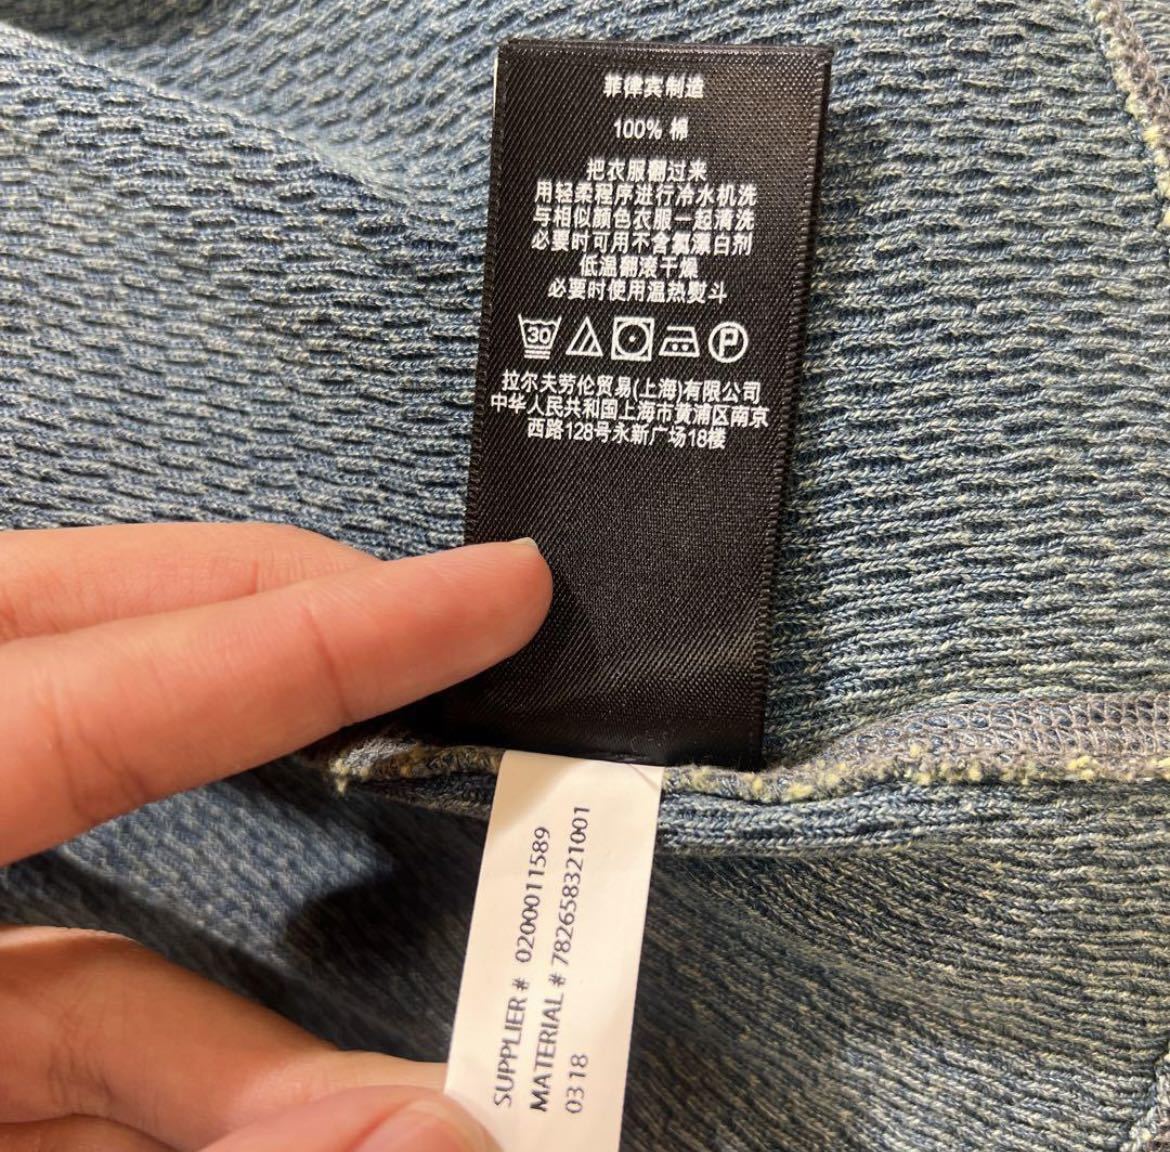 菲律宾制造
100% 棉
把衣服翻过来
用轻柔程序进行冷水机洗
与相似颜色衣服一起清洗
必要时可用不含氯漂白剂
低温翻滚干燥
必要时使用温热熨斗
30 P
拉尔夫劳伦贸易(上海)有限公司
中华人民共和国上海市黄浦区南京
西路128号永新广场18楼
SUPPLIER # 0200011589
MATERIAL # 782658321001
0318